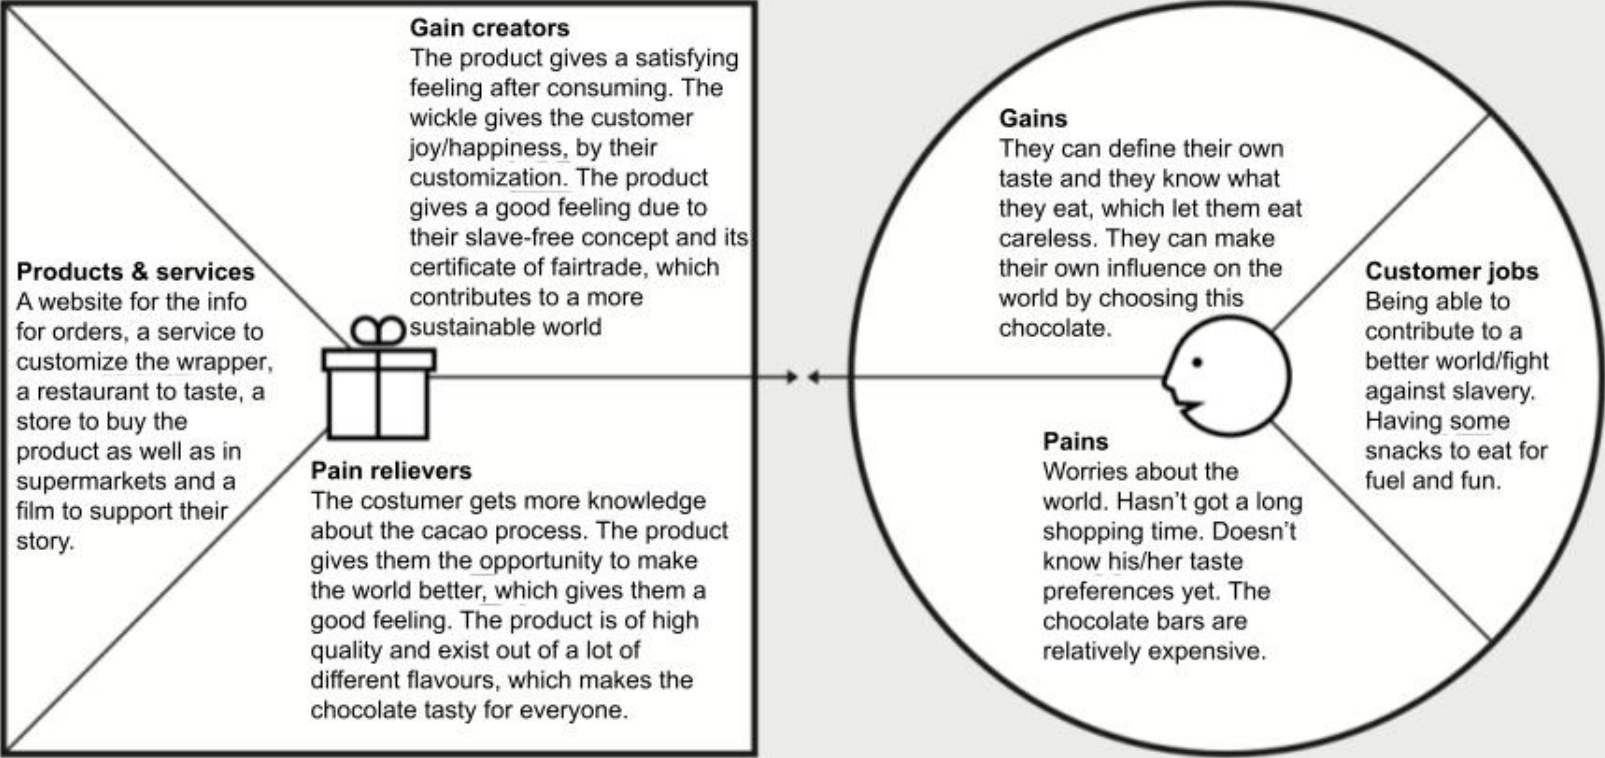 Gain creators
The product gives a satisfying
feeling after consuming. The
wickle gives the customer
joy/happiness, by their
customization. The product
gives a good feeling due to
their slave-free concept and its
certificate of fairtrade, which
contributes to a more
sustainable world
Products & services
A website for the info
for orders, a service to
customize the wrapper,
a restaurant to taste, a
store to buy the
product as well as in
supermarkets and a
film to support their
story.
Pain relievers
The costumer gets more knowledge
about the cacao process. The product
gives them the opportunity to make
the world better, which gives them a
good feeling. The product is of high
quality and exist out of a lot of
different flavours, which makes the
chocolate tasty for everyone.
Gains
They can define their own
taste and they know what
they eat, which let them eat
careless. They can make
their own influence on the
world by choosing this
chocolate.
Customer jobs
Being able to
contribute to a
better world/fight
against slavery.
Having some
snacks to eat for
fuel and fun.
Pains
Worries about the
world. Hasn't got a long
shopping time. Doesn't
know his/her taste
preferences yet. The
chocolate bars are
relatively expensive.